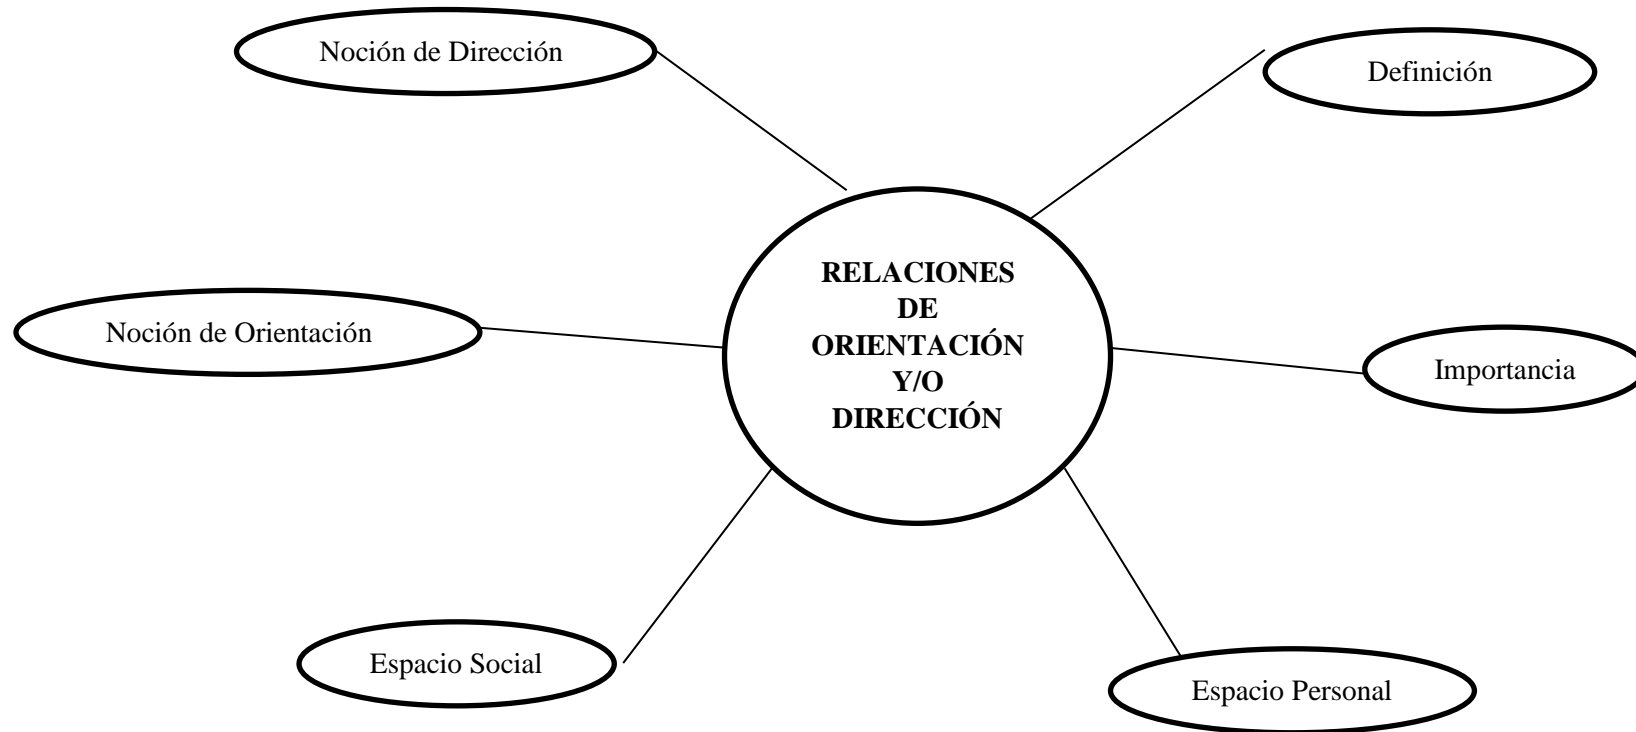 Noción de Dirección
Definición
RELACIONES
DE
ORIENTACIÓN
Y/O
DIRECCIÓN
Noción de Orientación
Importancia
Espacio Social
Espacio Personal